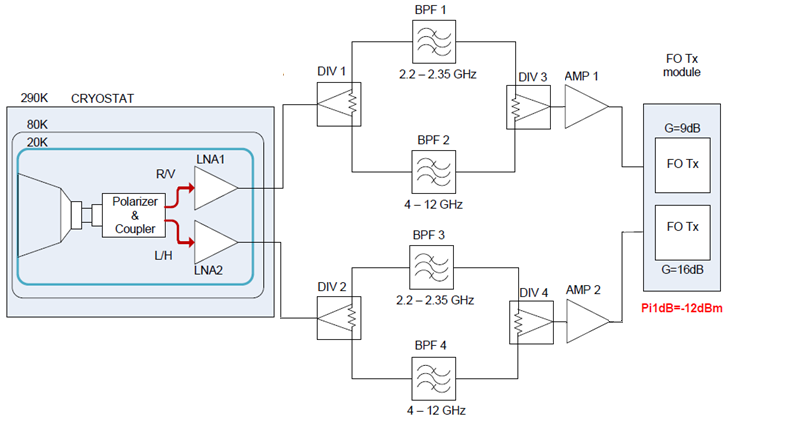 BPF 1
2.2 – 2.35 GHz
DIV 1
DIV 3
AMP 1
FO Tx
module
290K
CRYOSTAT
80K
20K
LNA1
R/V
Polarizer
&
Coupler
L/H
LNA2
BPF 2
4 – 12 GHz
G=9dB
FO Tx
FO Tx
G=16dB
Pi1dB=-12dBm
BPF 3
2.2 – 2.35 GHz
DIV 2
DIV 4
AMP 2
BPF 4
4 – 12 GHz